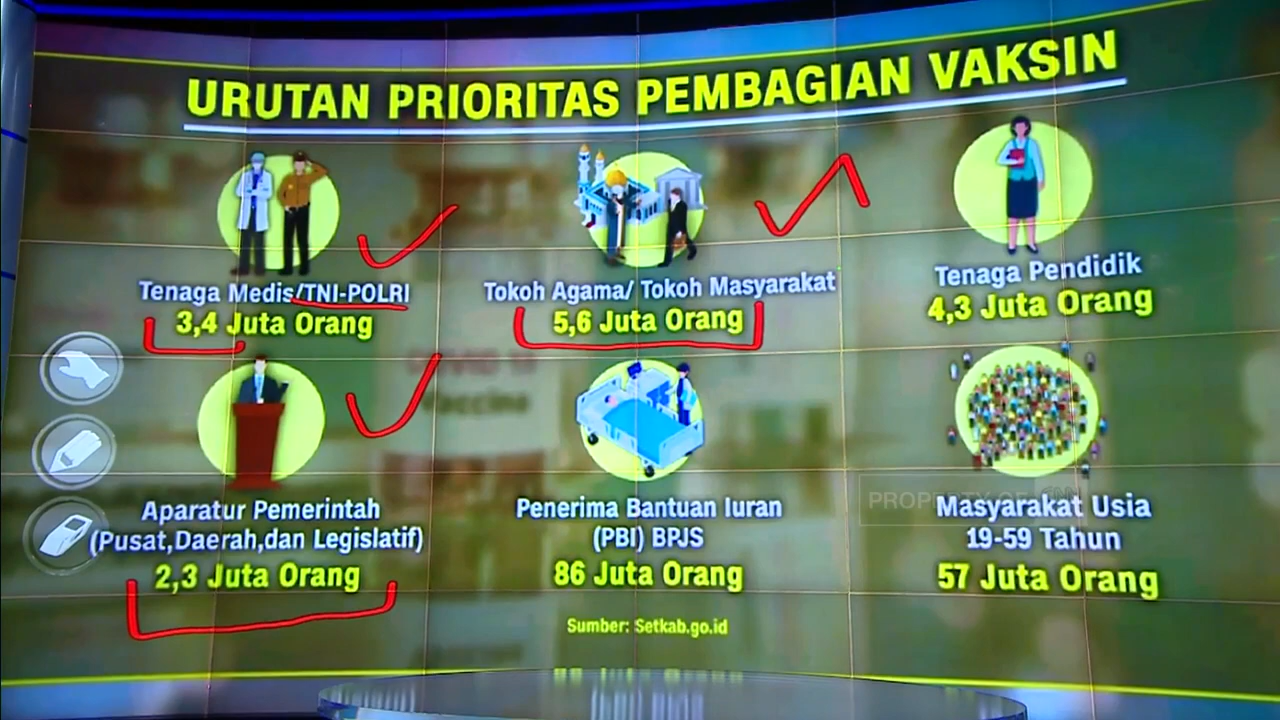 URUTAN PRIORITAS PEMBAGIAN VAKSIN
Tenaga Medis/TNI-POLRI
3,4 Juta Orang
Tokoh Agama/ Tokoh Masyarakat
5,6 Juta Orang
Tenaga Pendidik
4,3 Juta Orang
Aparatur Pemerintah
(Pusat,Daerah,dan Legislatif)
2,3 Juta Orang
Penerima Bantuan Iuran
(PBI) BPJS
86 Juta Orang
Masyarakat Usia
19-59 Tahun
57 Juta Orang
Sumber: Setkab.go.id
PROPERTY OF